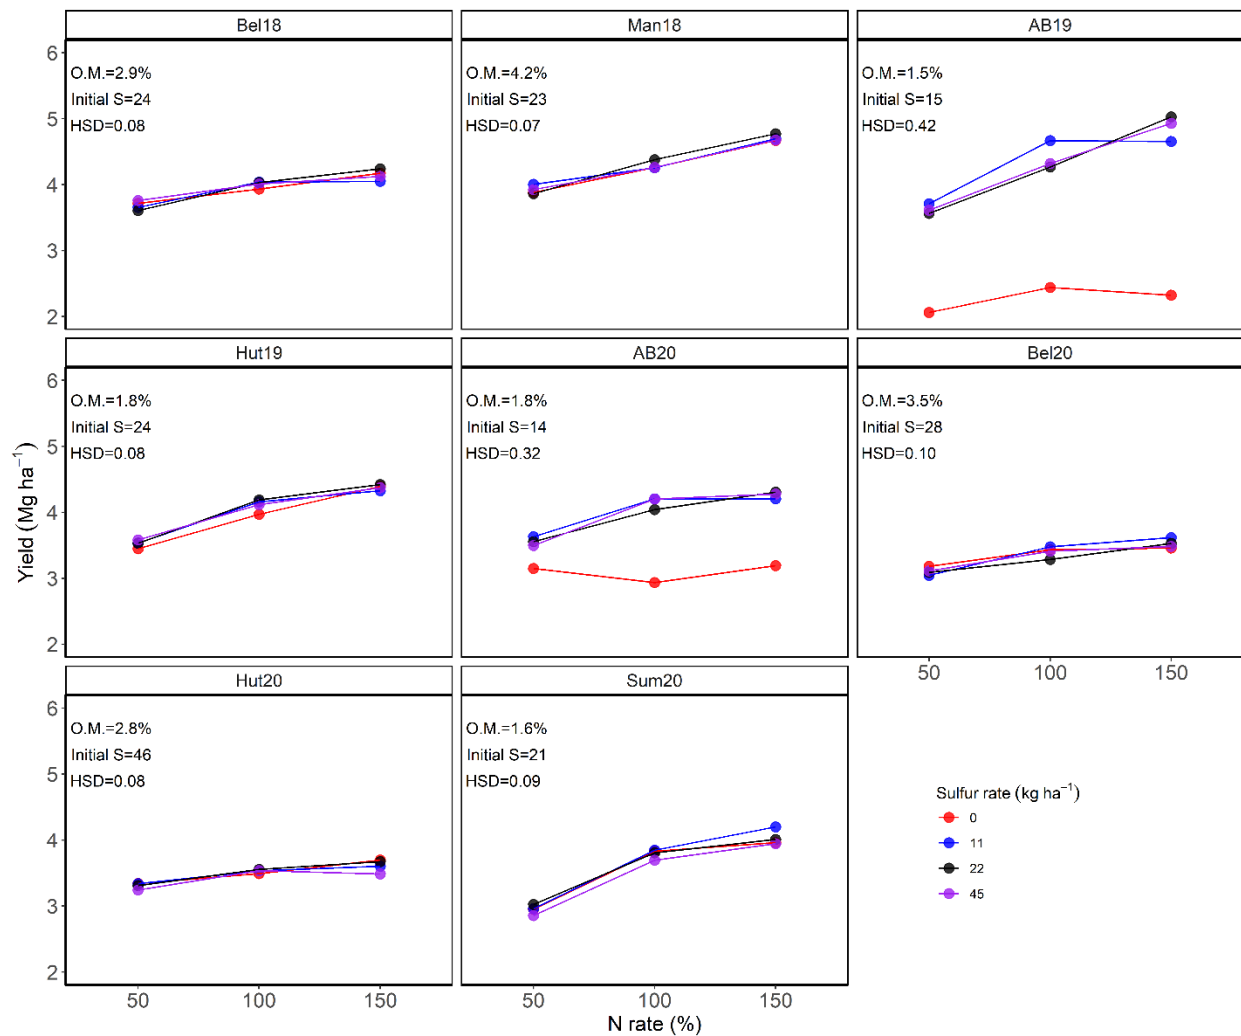 Bel18
Man18
AB19
O.M.=2.9%
Initial S=24
HSD=0.08
O.M.=4.2%
Initial S=23
HSD=0.07
O.M.=1.5%
Initial S=15
HSD=0.42
6
5
4
3
2
Hut19
AB20
Bel20
O.M.=1.8%
Initial S=24
HSD=0.08
O.M.=1.8%
Initial S=14
HSD=0.32
O.M.=3.5%
Initial S=28
HSD=0.10
6
5
4
3
2
Yield (Mg ha⁻¹)
50 100 150
Hut20
Sum20
O.M.=2.8%
Initial S=46
HSD=0.08
O.M.=1.6%
Initial S=21
HSD=0.09
6
5
4
3
2
50 100 150
50 100 150
N rate (%)
Sulfur rate (kg ha⁻¹)
0
11
22
45